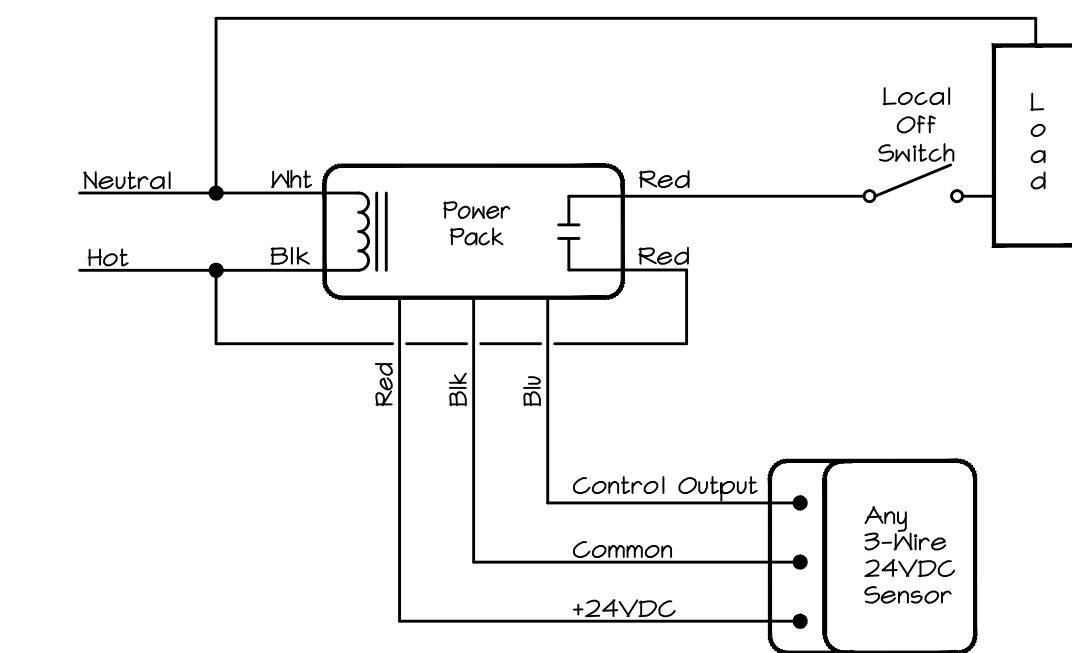 Local
Off
Switch
L
o
a
d
Neutral
Wht
Power
Pack
Red
Hot
Blk
Red
Red
Blk
Blu
Control Output
Common
+24VDC
Any
3-Wire
24VDC
Sensor